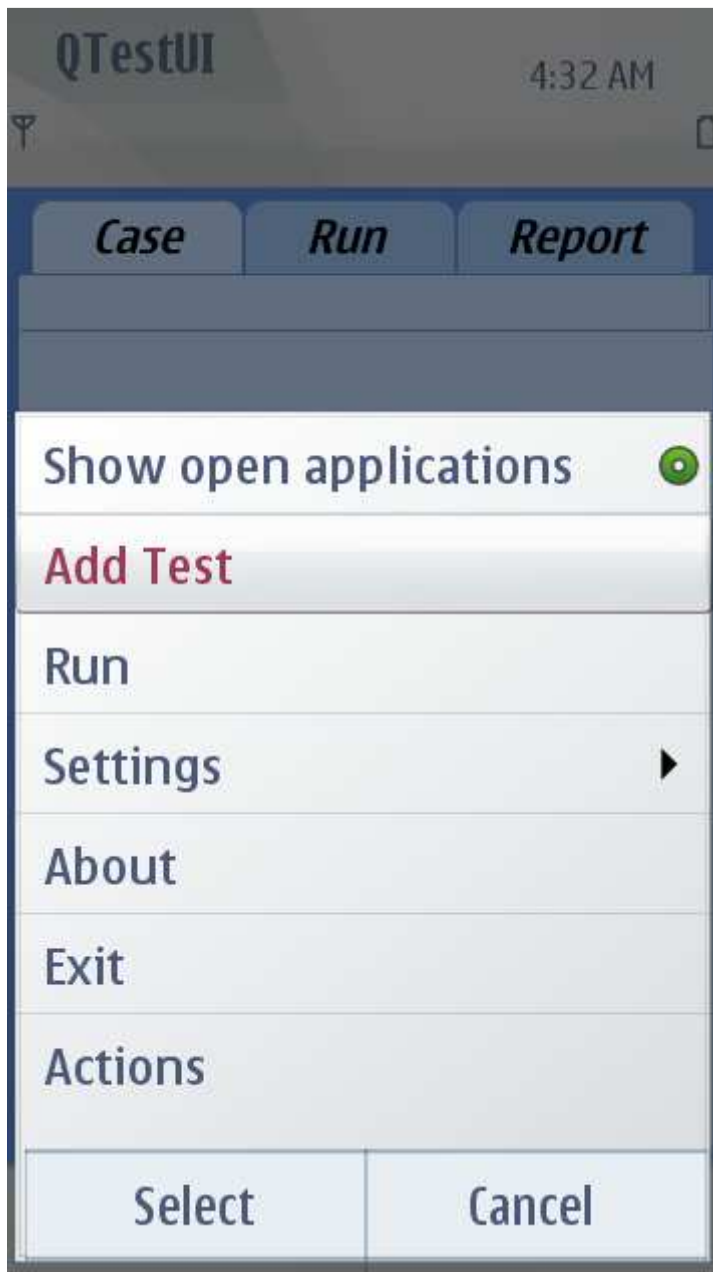 QTestUI
4:32 AM
Case Run Report
Show open applications
Add Test
Run
Settings
About
Exit
Actions
Select Cancel